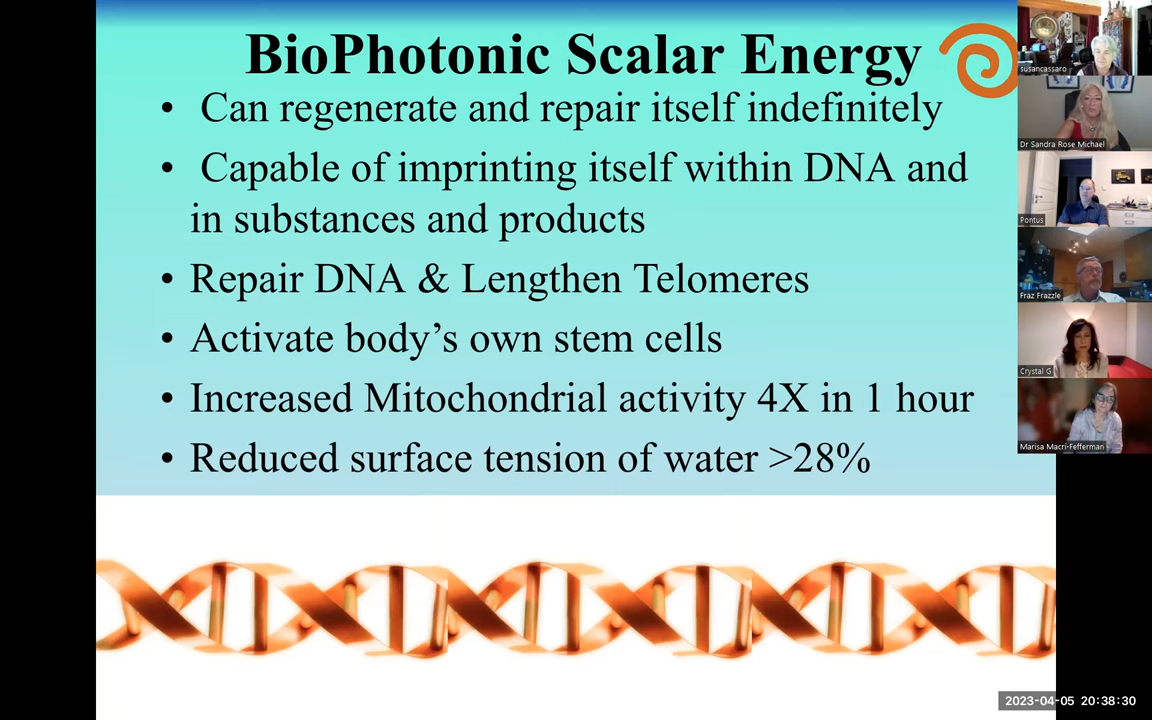 BioPhotonic Scalar Energy
• Can regenerate and repair itself indefinitely
• Capable of imprinting itself within DNA and
in substances and products
• Repair DNA & Lengthen Telomeres
• Activate body’s own stem cells
• Increased Mitochondrial activity 4X in 1 hour
• Reduced surface tension of water >28%
susancassaro
Dr Sandra Rose Michael
Pontus
Fraz Frazzle
Crystal G
Marisa Macri-Fefferman
2023-04-05 20:38:30